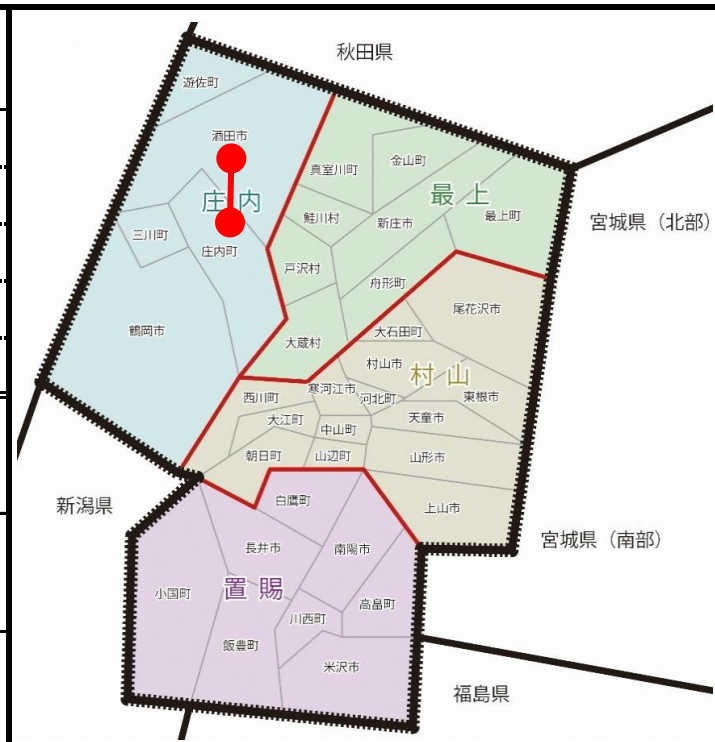 秋田県
遊佐町
酒田市
庄内
三川町
庄内町
鶴岡市
真室川町
金山町
最上
最上町
鮭川村
新庄市
戸沢村
舟形町
大蔵村
宮城県（北部）
尾花沢市
大石田町
村山市
村山
西川町
寒河江市
河北町
東根市
大江町
中山町
天童市
朝日町
山辺町
山形市
上山市
新潟県
宮城県（南部）
白鷹町
長井市
南陽市
小国町
置賜
高畠町
川西町
飯豊町
米沢市
福島県